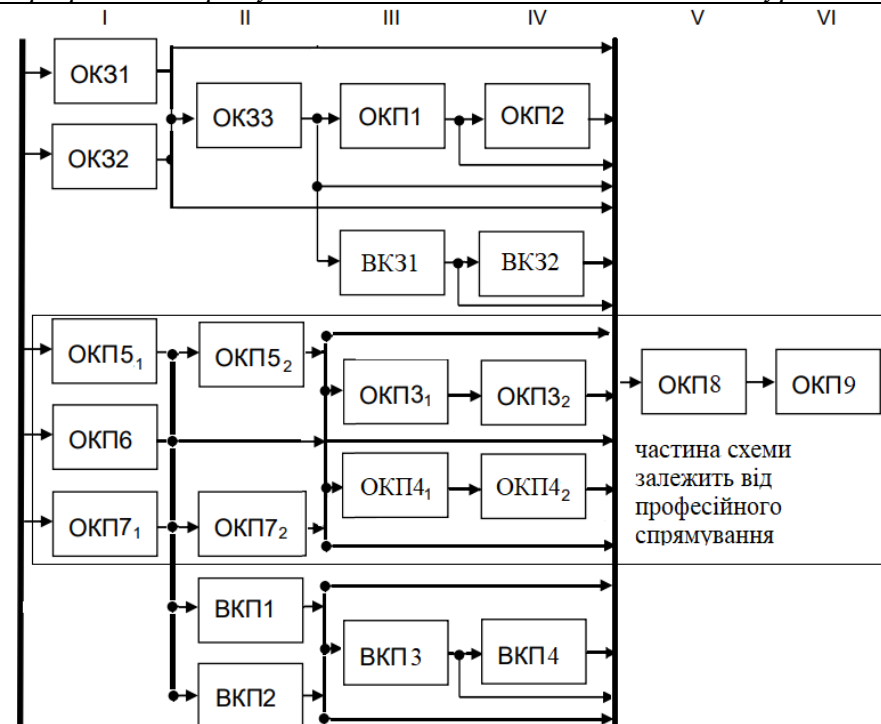 I II III IV V VI
ОКЗ1
ОКЗ3 ОКП1 ОКП2
ОКЗ2
ВКЗ1 ВКЗ2
ОКП5₁ ОКП5₂
ОКП3₁ ОКП3₂ ОКП8 ОКП9
ОКП6
ОКП4₁ ОКП4₂
ОКП7₁ ОКП7₂
частина схеми
залежить від
професійного
спрямування
ВКП1
ВКП3 ВКП4
ВКП2